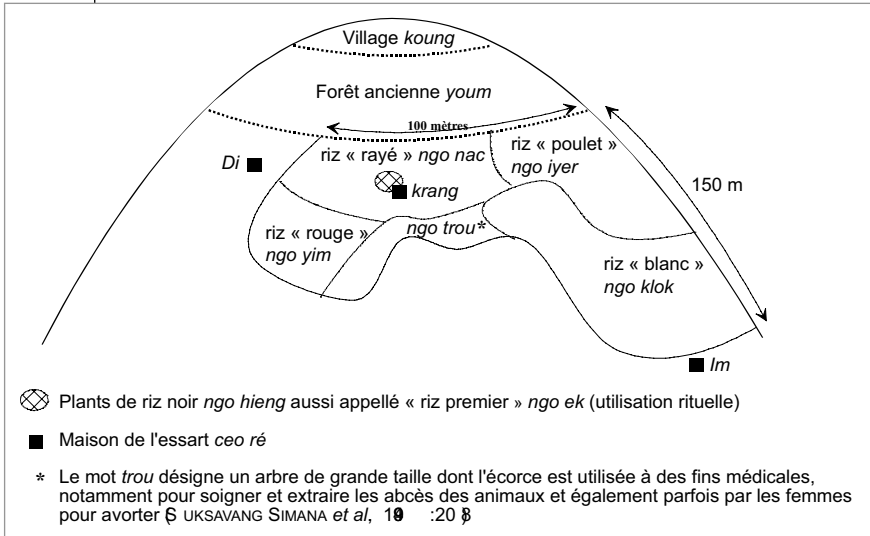 Village koung
Forêt ancienne youm
100 mètres
Di
riz « rayé » ngo nac
riz « poulet »
ngo iyer
krang
150 m
riz « rouge »
ngo yim
ngo trou*
riz « blanc »
ngo klok
Im
Plants de riz noir ngo hieng aussi appellé « riz premier » ngo ek (utilisation rituelle)
Maison de l'essart ceo ré
* Le mot trou désigne un arbre de grande taille dont l'écorce est utilisée à des fins médicales,
notamment pour soigner et extraire les abcès des animaux et également parfois par les femmes
pour avorter (S UKSAVANG SIMANA et al,